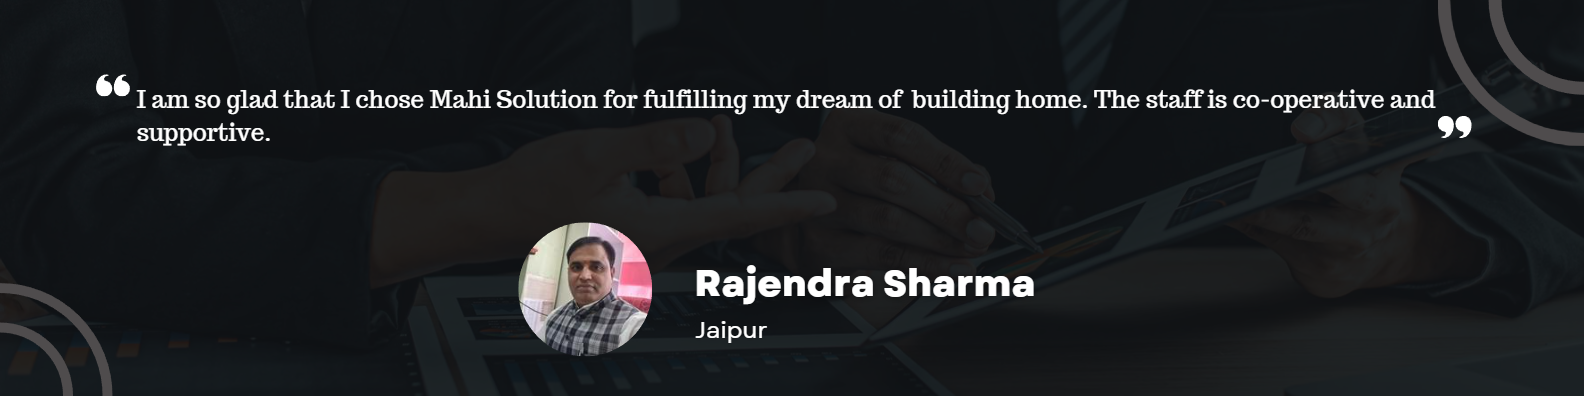 ❝ I am so glad that I chose Mahi Solution for fulfilling my dream of  building home. The staff is co-operative and
supportive. ❞
Rajendra Sharma
Jaipur